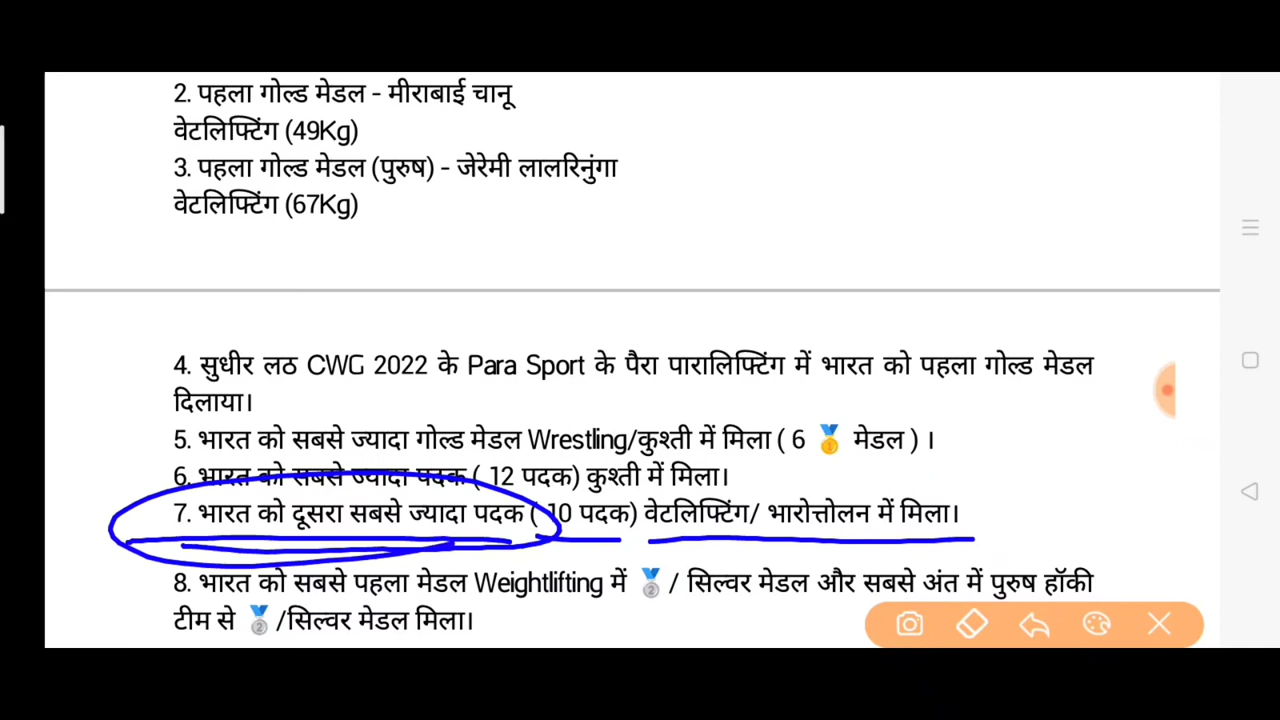 2. पहला गोल्ड मेडल - मीराबाई चानू
वेटलिफ्टिंग (49Kg)
3. पहला गोल्ड मेडल (पुरुष) - जेरेमी लालरिनुंगा
वेटलिफ्टिंग (67Kg)
4. सुधीर लठ CWG 2022 के Para Sport के पैरा पारालिफ्टिंग में भारत को पहला गोल्ड मेडल
दिलाया।
5. भारत को सबसे ज्यादा गोल्ड मेडल Wrestling/कुश्ती में मिला ( 6 🥇 मेडल ) ।
6. भारत को सबसे ज्यादा पदक ( 12 पदक) कुश्ती में मिला।
7. भारत को दूसरा सबसे ज्यादा पदक ( 10 पदक) वेटलिफ्टिंग/ भारोत्तोलन में मिला।
8. भारत को सबसे पहला मेडल Weightlifting में 🥈/ सिल्वर मेडल और सबसे अंत में पुरुष हॉकी
टीम से 🥈/सिल्वर मेडल मिला।